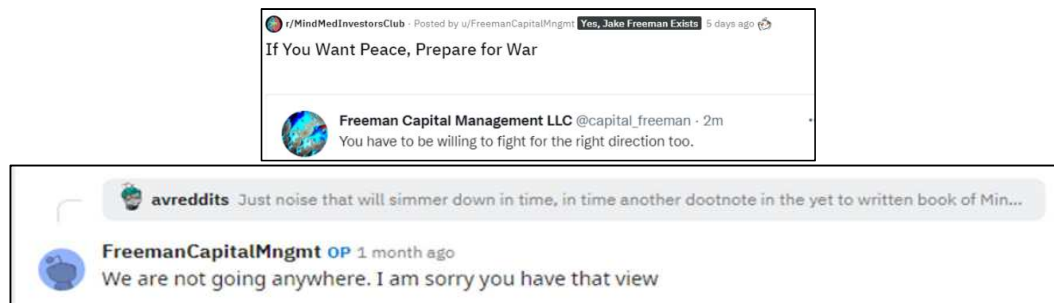 r/MindMedInvestorsClub · Posted by u/FreemanCapitalMngmt Yes, Jake Freeman Exists 5 days ago
If You Want Peace, Prepare for War
Freeman Capital Management LLC @capital_freeman · 2m
You have to be willing to fight for the right direction too.
avreddits Just noise that will simmer down in time, in time another dootnote in the yet to written book of Min...
FreemanCapitalMngmt OP 1 month ago
We are not going anywhere. I am sorry you have that view